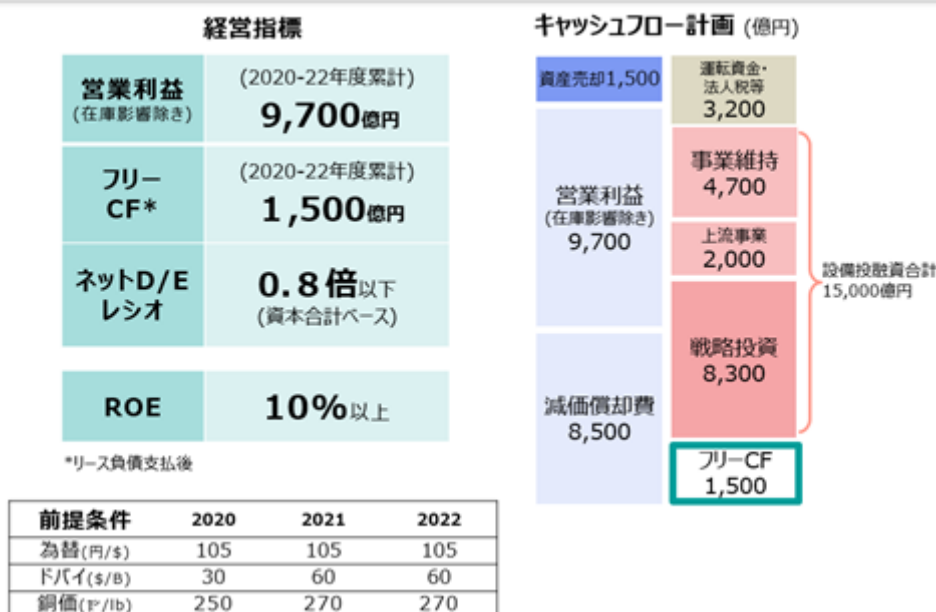 経営指標
営業利益
(在庫影響除き)
(2020-22年度累計)
9,700億円
フリー
CF*
(2020-22年度累計)
1,500億円
ネットD/E
レシオ
0.8倍以下
(資本合計ベース)
ROE
10%以上
*リース負債支払後
前提条件 2020 2021 2022
為替(円/$) 105 105 105
ドバイ($/B) 30 60 60
銅価(㌣/lb) 250 270 270
キャッシュフロー計画 (億円)
資産売却1,500
営業利益
(在庫影響除き)
9,700
減価償却費
8,500
運転資金・
法人税等
3,200
事業維持
4,700
上流事業
2,000
戦略投資
8,300
フリーCF
1,500
設備投融資合計
15,000億円